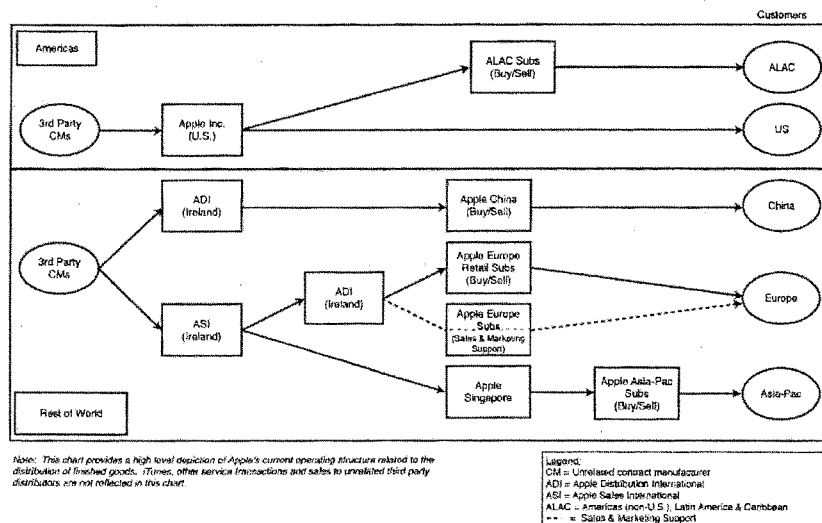 Customers
Americas
ALAC Subs
(Buy/Sell)
ALAC
3rd Party
CMs
Apple Inc.
(U.S.)
US
ADI
(Ireland)
Apple China
(Buy/Sell)
China
3rd Party
CMs
Apple Europe
Retail Subs
(Buy/Sell)
ADI
(Ireland)
Europe
ASI
(Ireland)
Apple Europe
Subs
(Sales & Marketing
Support)
Apple
Singapore
Apple Asia-Pac
Subs
(Buy/Sell)
Asia-Pac
Rest of World
Note: This chart provides a high level depiction of Apple's current operating structure related to the
distribution of finished goods. iTunes, other service transactions and sales to unrelated third party
distributors are not reflected in this chart.
Legend:
CM = Unrelated contract manufacturer
ADI = Apple Distribution International
ASI = Apple Sales International
ALAC = Americas (non-U.S.), Latin America & Caribbean
--- = Sales & Marketing Support